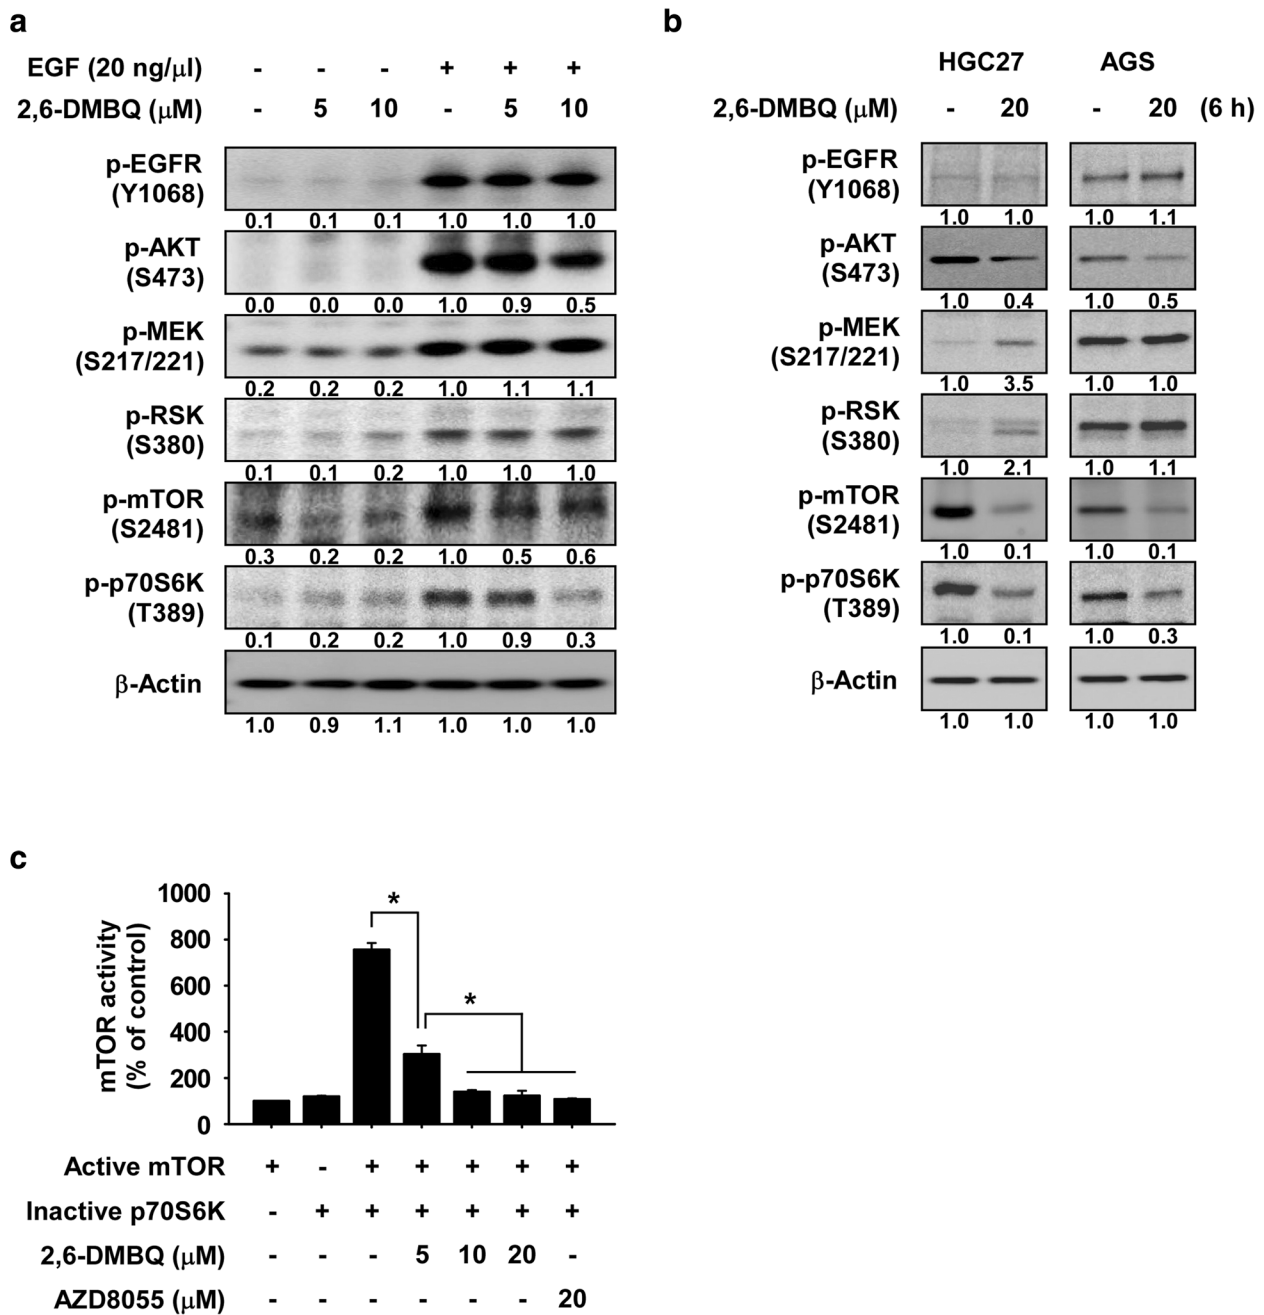 a
EGF (20 ng/μl) - - - + + +
2,6-DMBQ (μM) - 5 10 - 5 10
p-EGFR
(Y1068)
0.1 0.1 0.1 1.0 1.0 1.0
p-AKT
(S473)
0.0 0.0 0.0 1.0 0.9 0.5
p-MEK
(S217/221)
0.2 0.2 0.2 1.0 1.1 1.1
p-RSK
(S380)
0.1 0.1 0.2 1.0 1.0 1.0
p-mTOR
(S2481)
0.3 0.2 0.2 1.0 0.5 0.6
p-p70S6K
(T389)
0.1 0.2 0.2 1.0 0.9 0.3
β-Actin
1.0 0.9 1.1 1.0 1.0 1.0
b
HGC27 AGS
2,6-DMBQ (μM) - 20 - 20 (6 h)
p-EGFR
(Y1068)
1.0 1.0 1.0 1.1
p-AKT
(S473)
1.0 0.4 1.0 0.5
p-MEK
(S217/221)
1.0 3.5 1.0 1.0
p-RSK
(S380)
1.0 2.1 1.0 1.1
p-mTOR
(S2481)
1.0 0.1 1.0 0.1
p-p70S6K
(T389)
1.0 0.1 1.0 0.3
β-Actin
1.0 1.0 1.0 1.0
c
mTOR activity
(% of control)
1000
800
600
400
200
0
*
*
Active mTOR + - + + + + +
Inactive p70S6K - + + + + + +
2,6-DMBQ (μM) - - - 5 10 20 -
AZD8055 (μM) - - - - - - 20